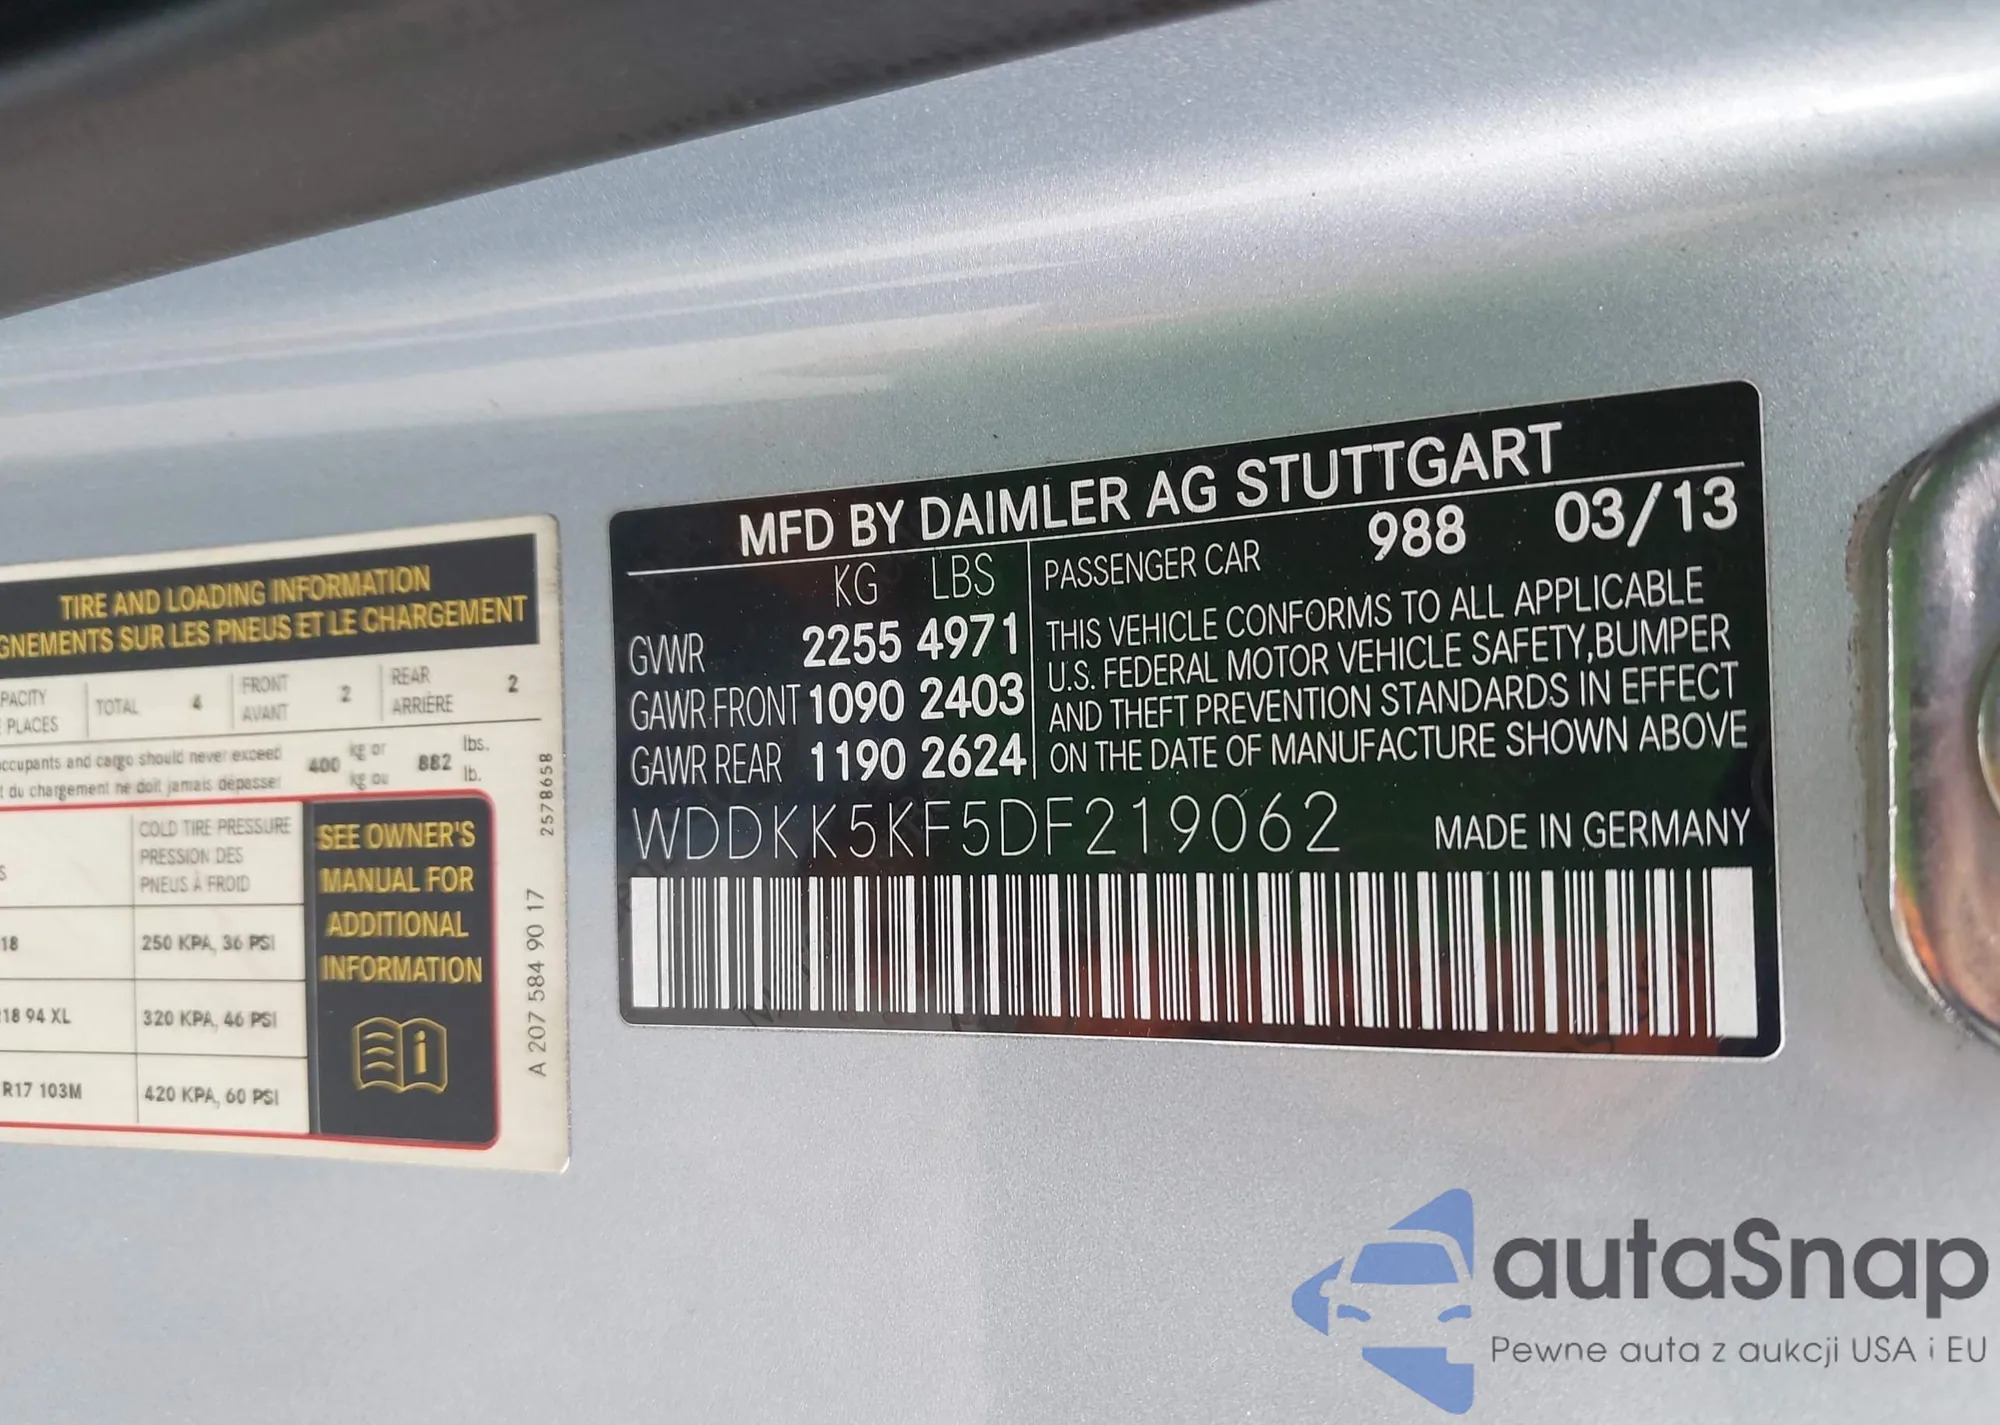 TIRE AND LOADING INFORMATION
GNEMENTS SUR LES PNEUS ET LE CHARGEMENT
PACITY
PLACES
TOTAL 4
FRONT
AVANT
2
REAR
ARRIÈRE
2
ccupants and cargo should never exceed
t du chargement ne doit jamais dépasser
400
kg or
kg ou
882
lbs.
lb.
COLD TIRE PRESSURE
PRESSION DES
PNEUS À FROID
S
18
250 KPA, 36 PSI
18 94 XL
320 KPA, 46 PSI
R17 103M
420 KPA, 60 PSI
SEE OWNER'S
MANUAL FOR
ADDITIONAL
INFORMATION
i
2578658
A 207 584 90 17
MFD BY DAIMLER AG STUTTGART
KG LBS
GVWR 2255 4971
GAWR FRONT 1090 2403
GAWR REAR 1190 2624
PASSENGER CAR 988 03/13
THIS VEHICLE CONFORMS TO ALL APPLICABLE
U.S. FEDERAL MOTOR VEHICLE SAFETY,BUMPER
AND THEFT PREVENTION STANDARDS IN EFFECT
ON THE DATE OF MANUFACTURE SHOWN ABOVE
WDDKK5KF5DF219062 MADE IN GERMANY
autaSnap
Pewne auta z aukcji USA i EU